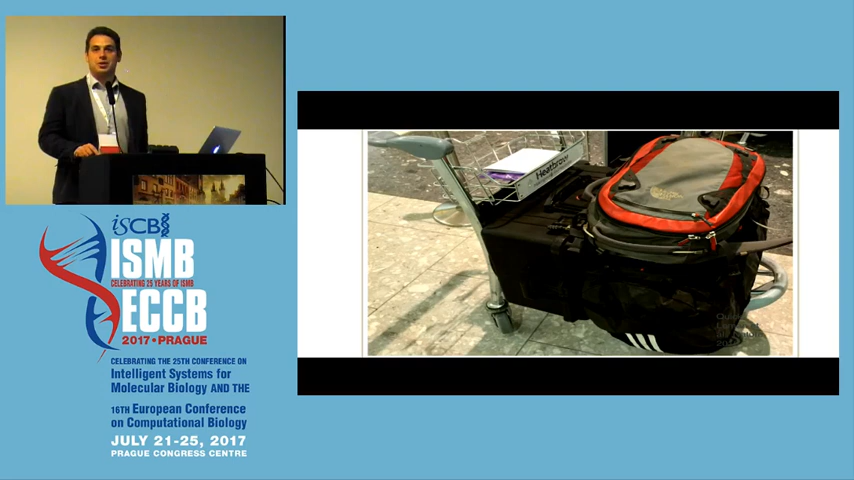 iSCB
ISMB
CELEBRATING 25 YEARS OF ISMB
ECCB
2017 • PRAGUE
CELEBRATING THE 25TH CONFERENCE ON
Intelligent Systems for
Molecular Biology AND THE
16TH European Conference
on Computational Biology
JULY 21-25, 2017
PRAGUE CONGRESS CENTRE
Heathrow